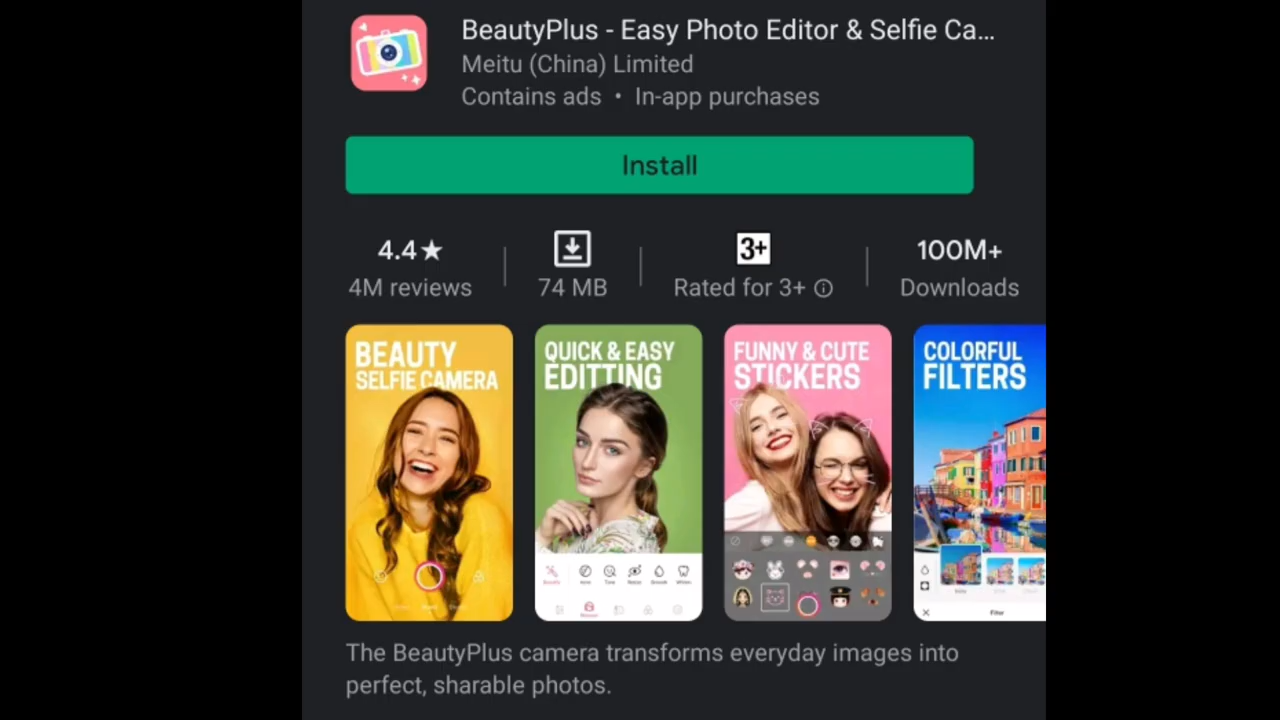 BeautyPlus - Easy Photo Editor & Selfie Ca...
Meitu (China) Limited
Contains ads • In-app purchases
Install
4.4★
4M reviews
74 MB
3+
Rated for 3+
100M+
Downloads
BEAUTY
SELFIE CAMERA
QUICK & EASY
EDITTING
FUNNY & CUTE
STICKERS
COLORFUL
FILTERS
Filter
The BeautyPlus camera transforms everyday images into
perfect, sharable photos.